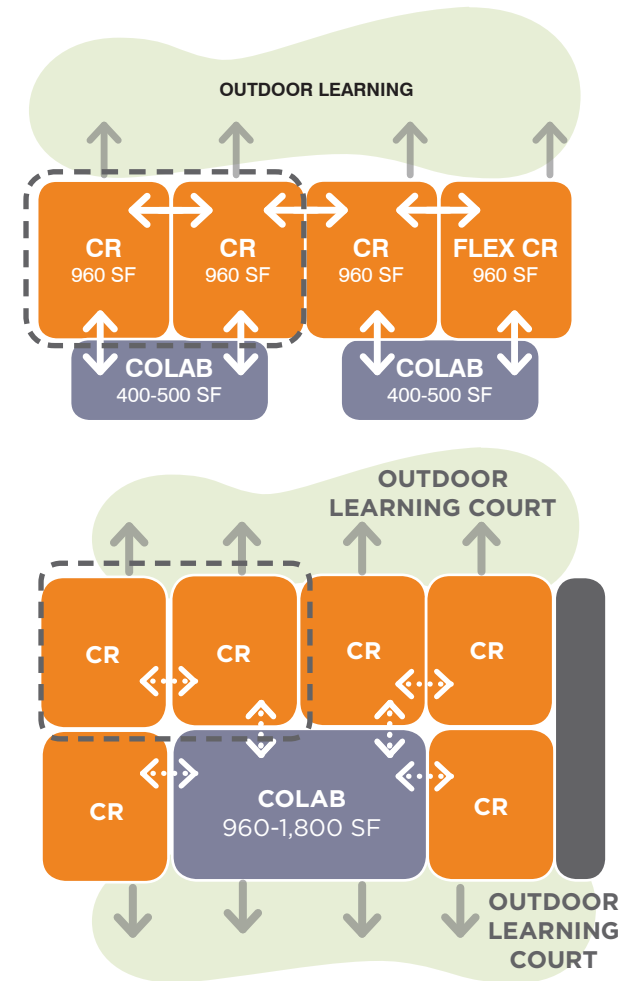 OUTDOOR LEARNING
CR
960 SF
CR
960 SF
CR
960 SF
FLEX CR
960 SF
COLAB
400-500 SF
COLAB
400-500 SF
OUTDOOR
LEARNING COURT
CR
CR
CR
CR
CR
COLAB
960-1,800 SF
CR
OUTDOOR
LEARNING
COURT